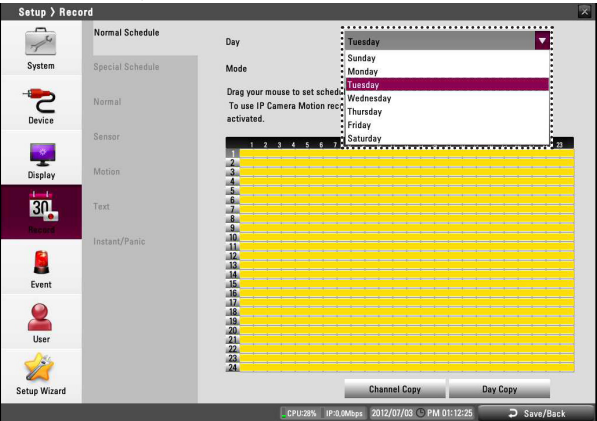 Setup > Record
System
Device
Display
30
Record
Event
User
Setup Wizard
Normal Schedule
Special Schedule
Normal
Sensor
Motion
Text
Instant/Panic
Day
Tuesday
Sunday
Monday
Tuesday
Wednesday
Thursday
Friday
Saturday
Mode
Drag your mouse to set
To use IP Camera Motion
activated.
1 2 3 4 5 6 7 23
1
2
3
4
5
6
7
8
9
10
11
12
13
14
15
16
17
18
19
20
21
22
23
24
Channel Copy Day Copy
CPU:28% IP:0.0Mbps 2012/07/03 PM 01:12:25 Save/Back